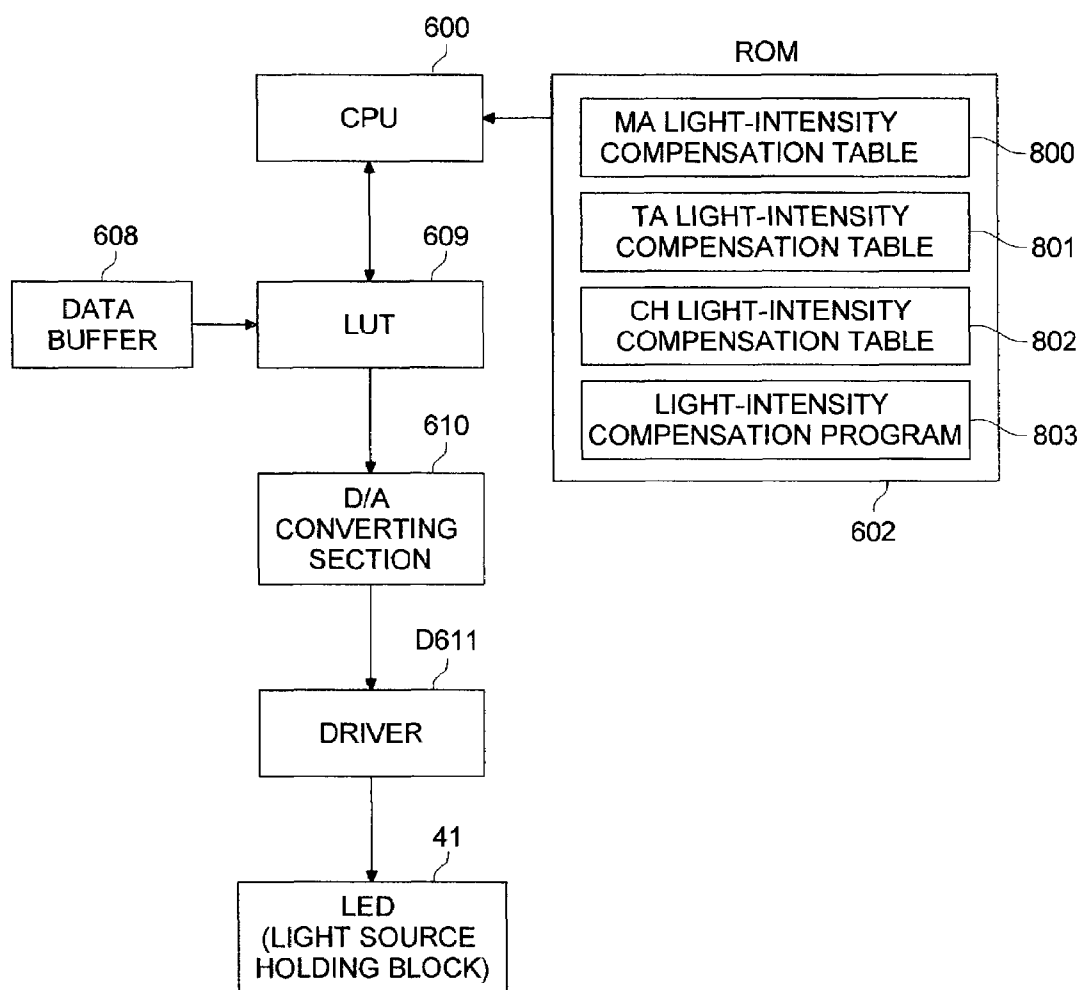 600
CPU
ROM
MA LIGHT-INTENSITY
COMPENSATION TABLE
800
TA LIGHT-INTENSITY
COMPENSATION TABLE
801
CH LIGHT-INTENSITY
COMPENSATION TABLE
802
LIGHT-INTENSITY
COMPENSATION PROGRAM
803
602
608
DATA
BUFFER
609
LUT
610
D/A
CONVERTING
SECTION
D611
DRIVER
41
LED
(LIGHT SOURCE
HOLDING BLOCK)